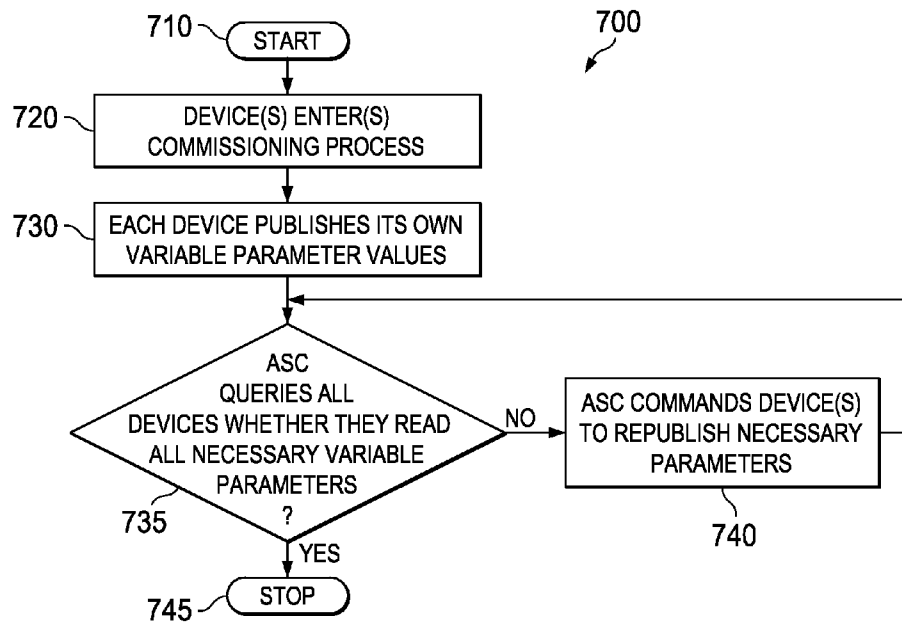 710
START
700
720
DEVICE(S) ENTER(S)
COMMISSIONING PROCESS
730
EACH DEVICE PUBLISHES ITS OWN
VARIABLE PARAMETER VALUES
ASC
QUERIES ALL
DEVICES WHETHER THEY READ
ALL NECESSARY VARIABLE
PARAMETERS
?
735
NO
ASC COMMANDS DEVICE(S)
TO REPUBLISH NECESSARY
PARAMETERS
740
YES
745
STOP